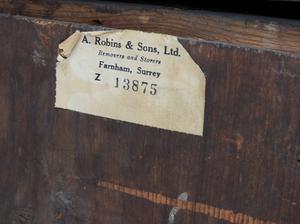 A. Robins & Sons, Ltd.
Removers and Storers
Farnham, Surrey
Z 13875